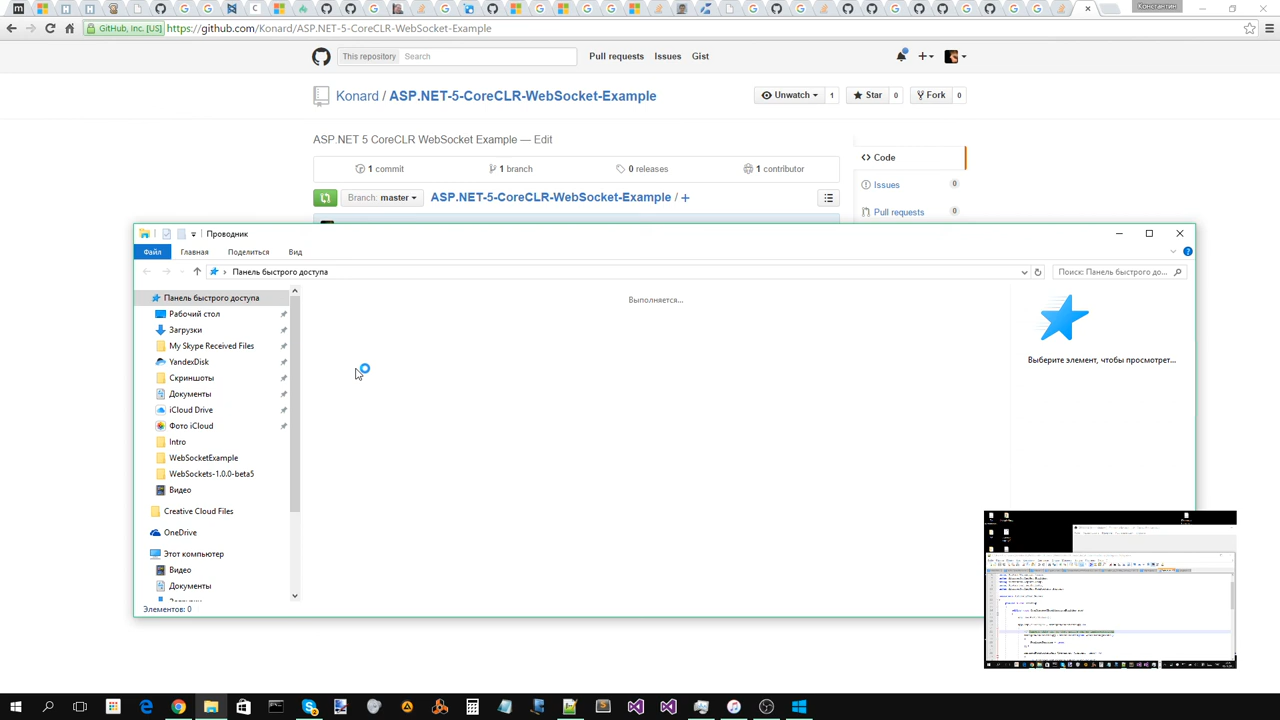 Константин
GitHub, Inc. [US] https://github.com/Konard/ASP.NET-5-CoreCLR-WebSocket-Example
This repository Search Pull requests Issues Gist
Konard / ASP.NET-5-CoreCLR-WebSocket-Example Unwatch 1 Star 0 Fork 0
ASP.NET 5 CoreCLR WebSocket Example — Edit
1 commit 1 branch 0 releases 1 contributor
Branch: master ASP.NET-5-CoreCLR-WebSocket-Example / +
Code
Issues 0
Pull requests 0
Проводник
Файл Главная Поделиться Вид
Панель быстрого доступа Поиск: Панель быстрого до...
Панель быстрого доступа
Рабочий стол
Загрузки
My Skype Received Files
YandexDisk
Скриншоты
Документы
iCloud Drive
Фото iCloud
Intro
WebSocketExample
WebSockets-1.0.0-beta5
Видео
Creative Cloud Files
OneDrive
Этот компьютер
Видео
Документы
Элементов: 0
Выполняется...
Выберите элемент, чтобы просмотрет...